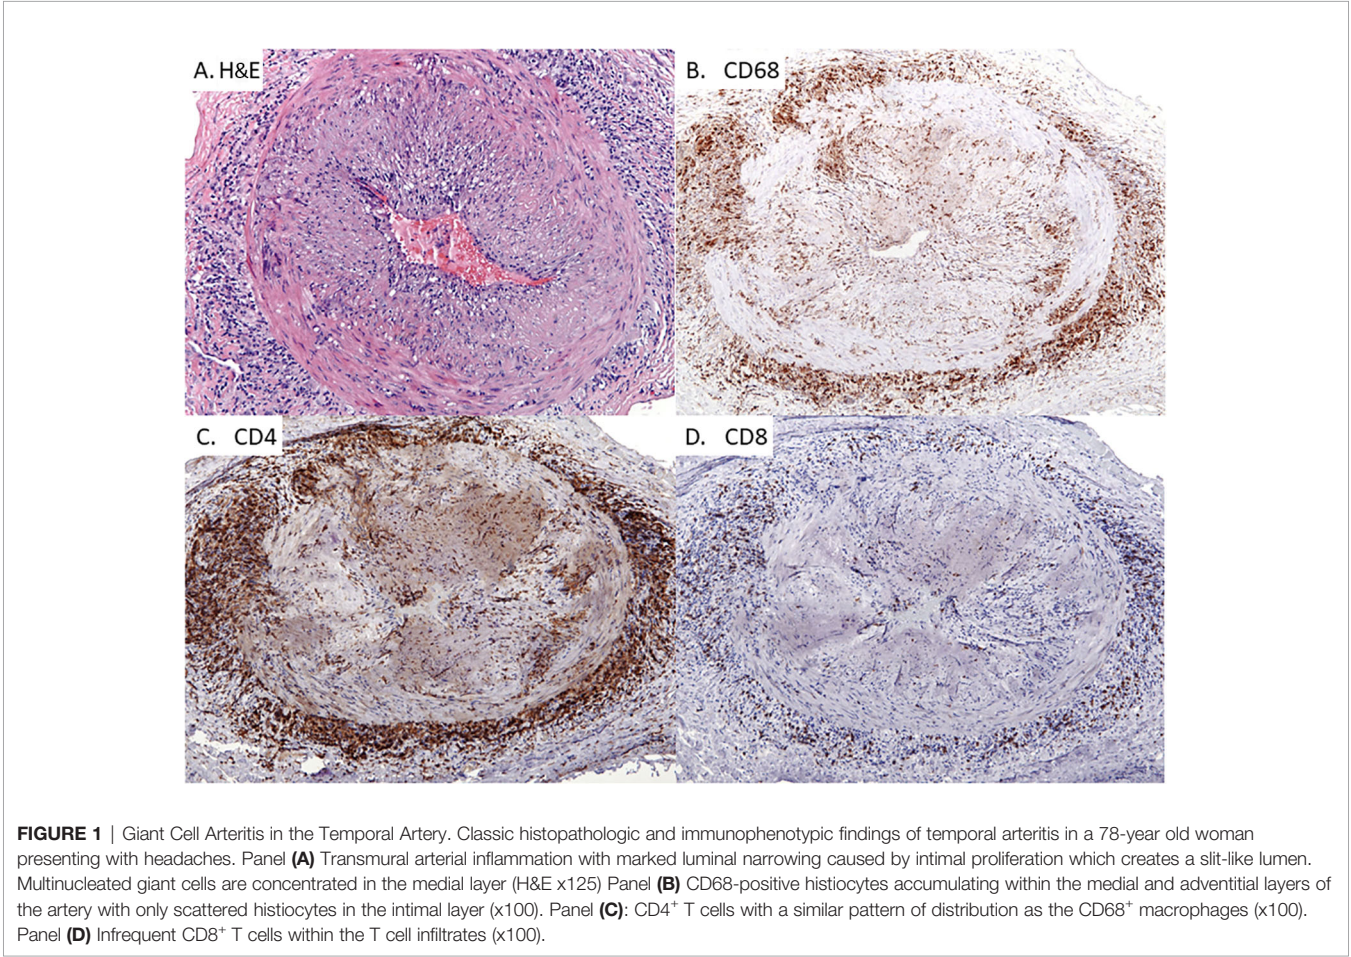 A. H&E
B. CD68
C. CD4
D. CD8
FIGURE 1 | Giant Cell Arteritis in the Temporal Artery. Classic histopathologic and immunophenotypic findings of temporal arteritis in a 78-year old woman
presenting with headaches. Panel (A) Transmural arterial inflammation with marked luminal narrowing caused by intimal proliferation which creates a slit-like lumen.
Multinucleated giant cells are concentrated in the medial layer (H&E x125) Panel (B) CD68-positive histiocytes accumulating within the medial and adventitial layers of
the artery with only scattered histiocytes in the intimal layer (x100). Panel (C): CD4⁺ T cells with a similar pattern of distribution as the CD68⁺ macrophages (x100).
Panel (D) Infrequent CD8⁺ T cells within the T cell infiltrates (x100).